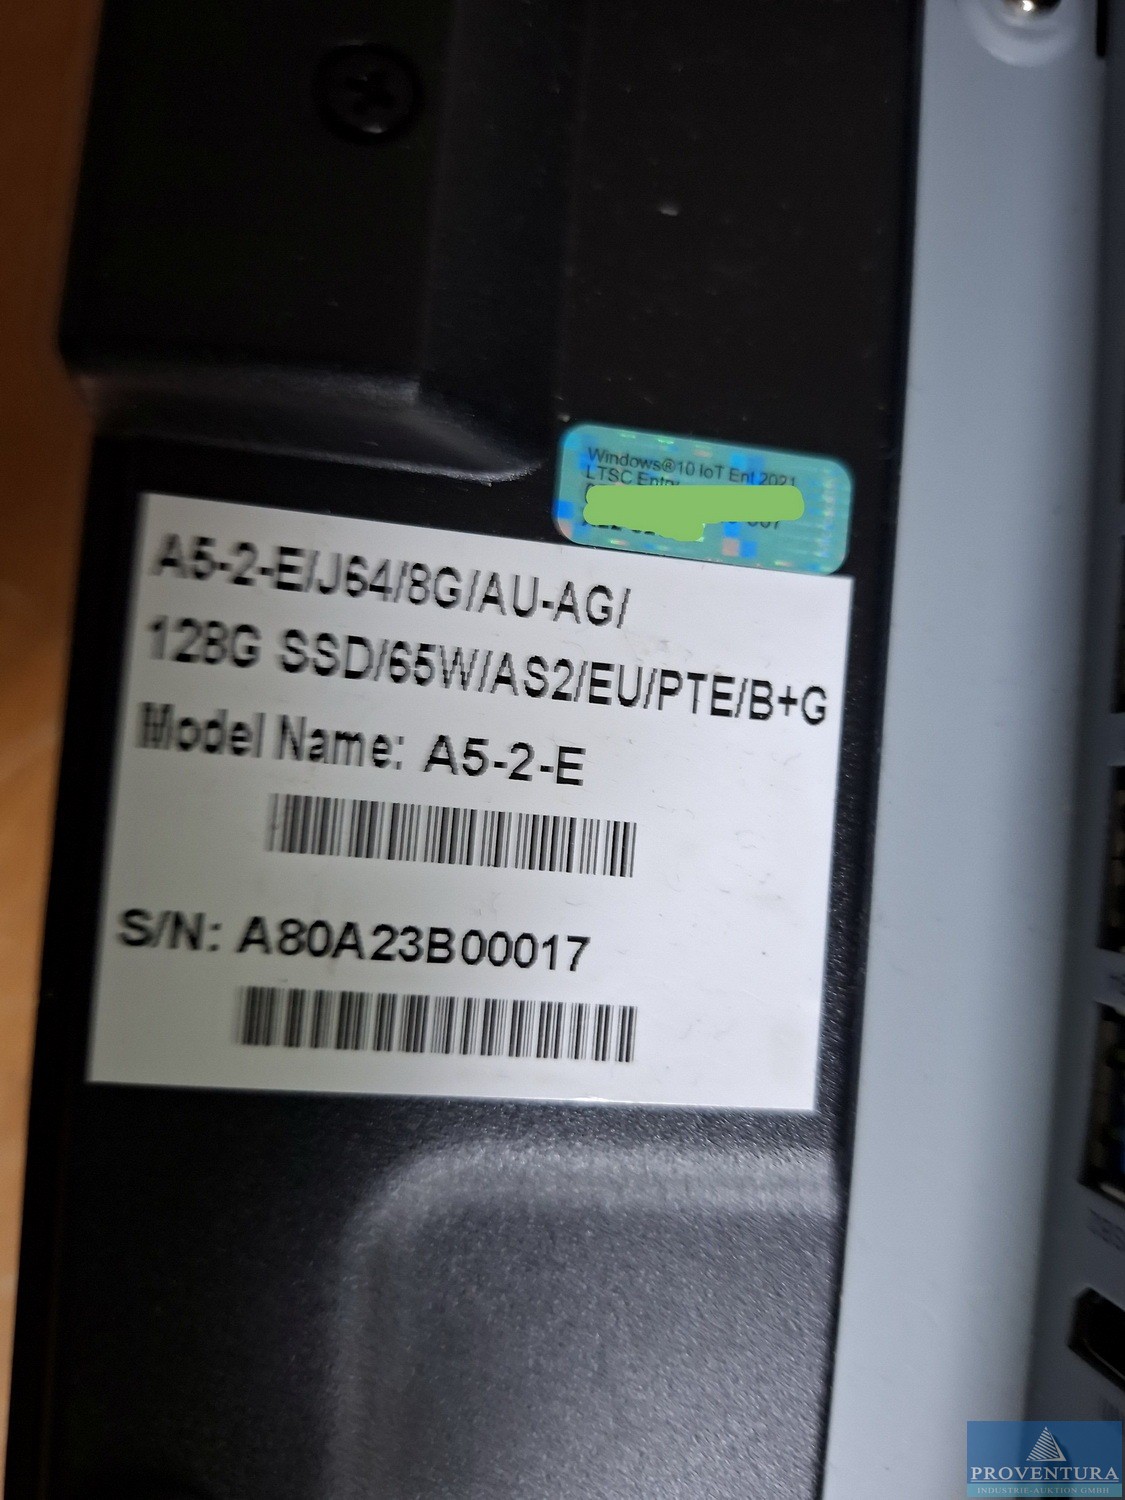 Windows®10 IoT Ent 2021
LTSC Entry
A5-2-E/J64/8G/AU-AG/
128G SSD/65W/AS2/EU/PTE/B+G
Model Name: A5-2-E
S/N: A80A23B00017
PROVENTURA
INDUSTRIE-AUKTION GMBH